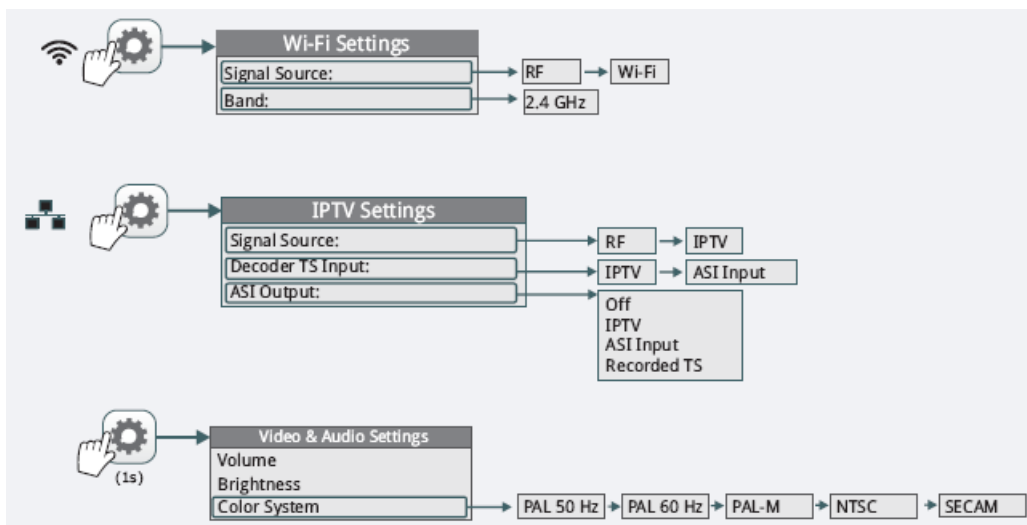 Wi-Fi Settings
Signal Source: RF Wi-Fi
Band: 2.4 GHz
IPTV Settings
Signal Source: RF IPTV
Decoder TS Input: IPTV ASI Input
ASI Output: Off
IPTV
ASI Input
Recorded TS
Video & Audio Settings
(1s)
Volume
Brightness
Color System PAL 50 Hz PAL 60 Hz PAL-M NTSC SECAM